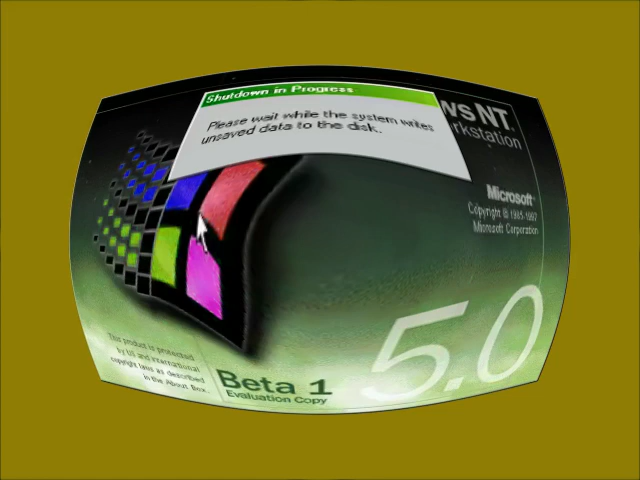 Shutdown in Progress
Please wait while the system writes
unsaved data to the disk.
ws NT
rkstation
Microsoft
Copyright © 1985-1997
Microsoft Corporation
5.0
This product is protected
by US and international
copyright laws as described
in the About Box.
Beta 1
Evaluation Copy